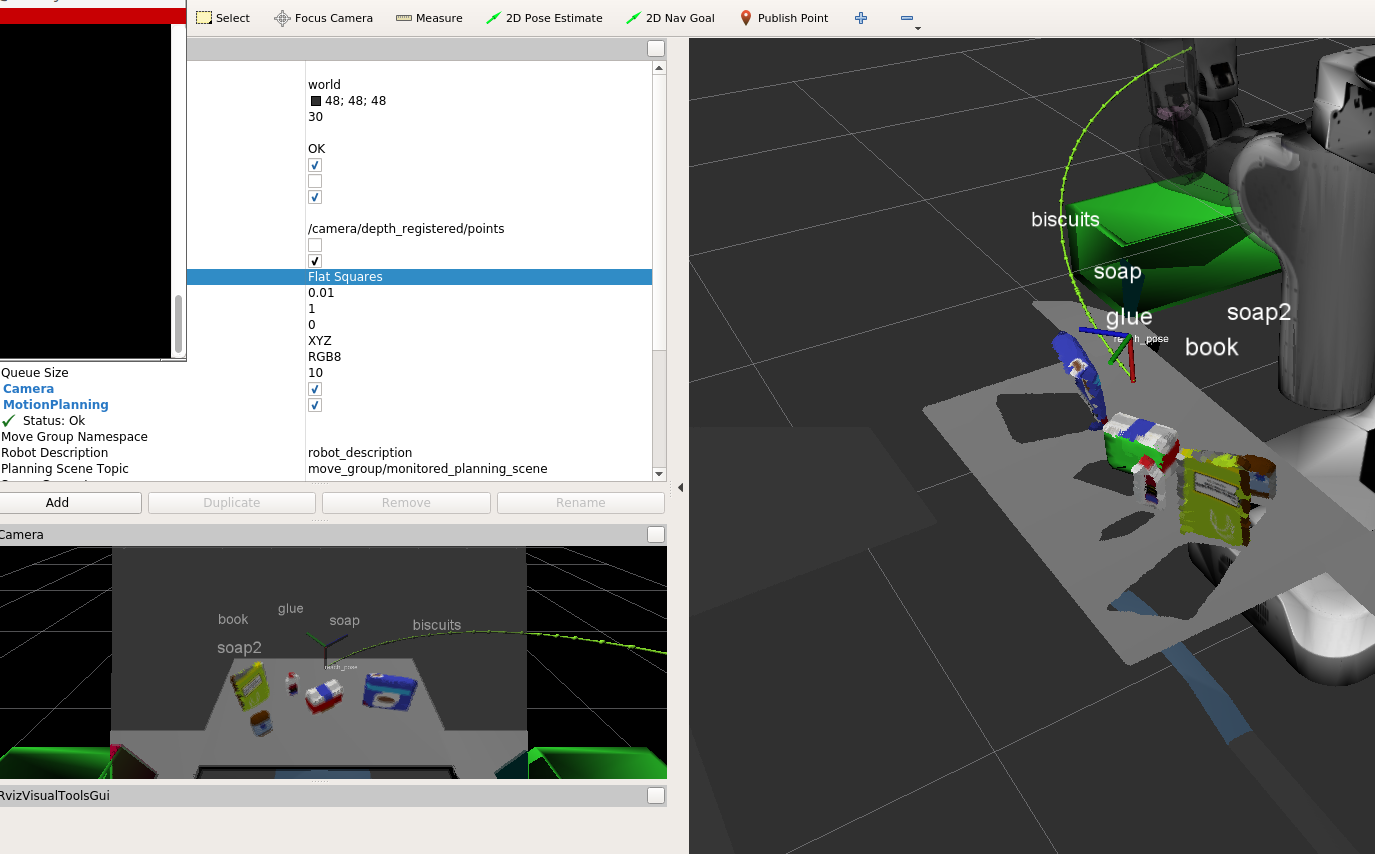 Select
Focus Camera
Measure
2D Pose Estimate
2D Nav Goal
Publish Point
world
48; 48; 48
30
OK
/camera/depth_registered/points
Flat Squares
0.01
1
0
XYZ
RGB8
Queue Size
10
Camera
MotionPlanning
Status: Ok
Move Group Namespace
Robot Description
robot_description
Planning Scene Topic
move_group/monitored_planning_scene
Add
Duplicate
Remove
Rename
Camera
book
glue
soap
biscuits
soap2
reach_pose
RvizVisualToolsGui
biscuits
soap
glue
soap2
book